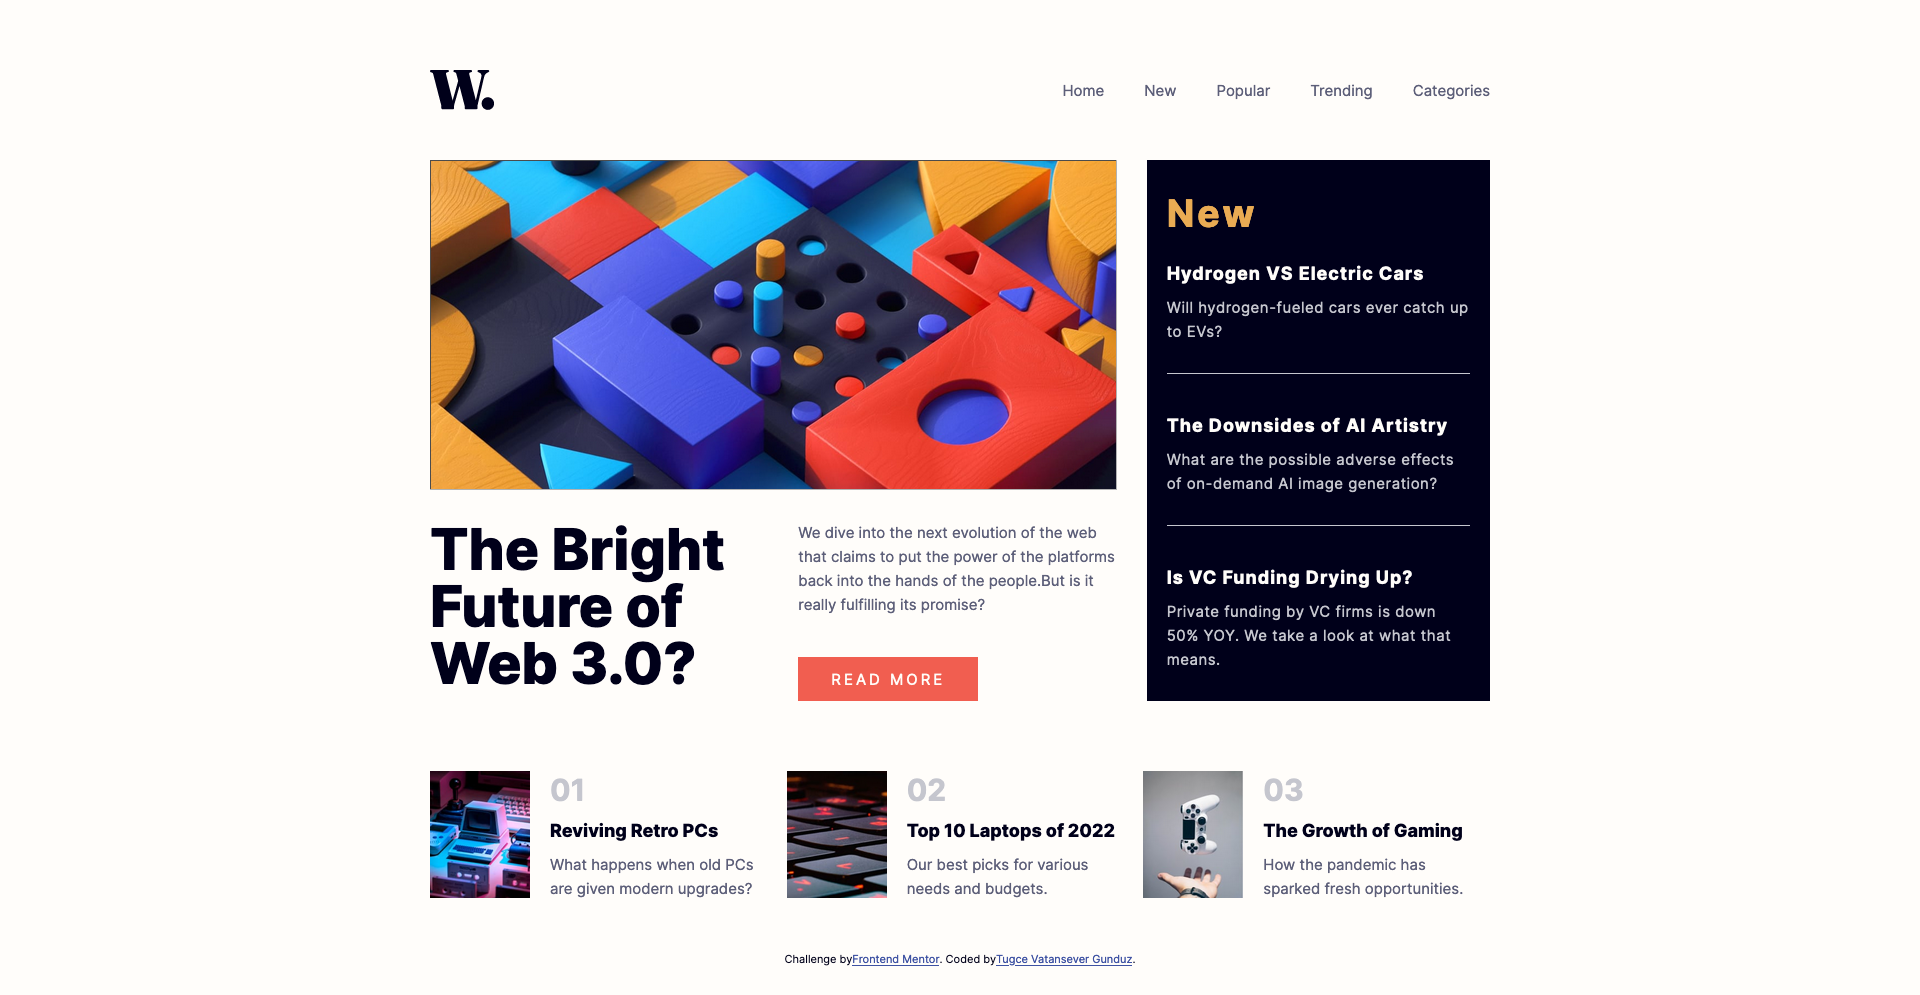 W.
Home New Popular Trending Categories
New
Hydrogen VS Electric Cars
Will hydrogen-fueled cars ever catch up
to EVs?
The Downsides of AI Artistry
What are the possible adverse effects
of on-demand AI image generation?
Is VC Funding Drying Up?
Private funding by VC firms is down
50% YOY. We take a look at what that
means.
The Bright
Future of
Web 3.0?
We dive into the next evolution of the web
that claims to put the power of the platforms
back into the hands of the people.But is it
really fulfilling its promise?
READ MORE
01
Reviving Retro PCs
What happens when old PCs
are given modern upgrades?
02
Top 10 Laptops of 2022
Our best picks for various
needs and budgets.
03
The Growth of Gaming
How the pandemic has
sparked fresh opportunities.
Challenge byFrontend Mentor. Coded byTugce Vatansever Gunduz.